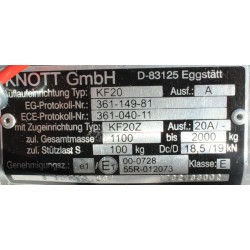 KNOTT GmbH D-83125 Eggstätt
Auflaufeinrichtung Typ KF20 Ausf.: A
EG-Protokoll-Nr.: 361-149-81
ECE-Protokoll-Nr.: 361-040-11
mit Zugeinrichtung Typ: KF20Z Ausf.: 20A/-
zul. Gesamtmasse 1100 bis 2000 kg
zul. Stützlast S 100 kg Dc/D 18,5/19 kN
Genehmigungsz.: e1 E1 00-0728 Klasse: E
55R-012073